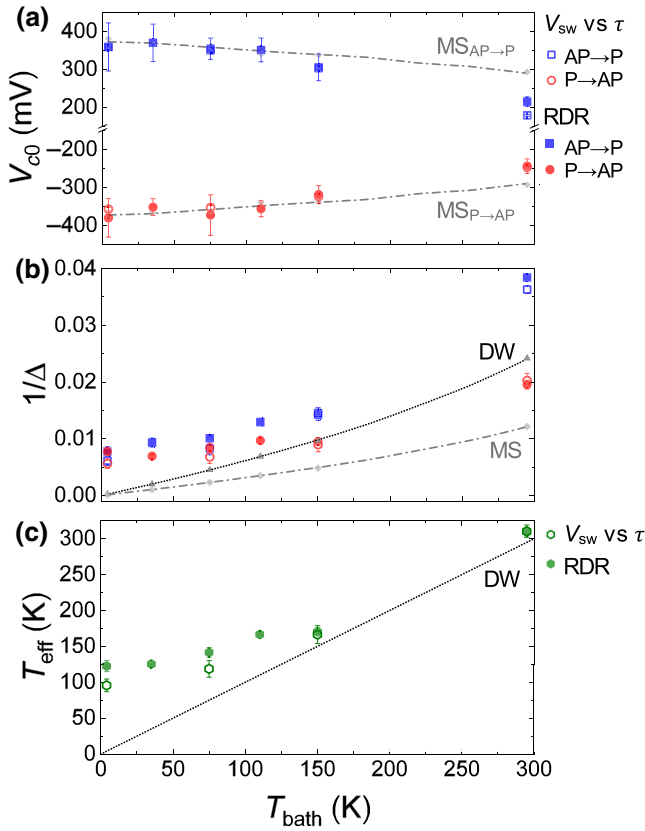 (a)
400
300
200
−200
−300
−400
V_c0 (mV)
MS_AP→P
MS_P→AP
V_sw vs τ
AP→P
P→AP
RDR
AP→P
P→AP
(b)
0.04
0.03
0.02
0.01
0.00
1/Δ
DW
MS
(c)
300
250
200
150
100
50
0
T_eff (K)
DW
V_sw vs τ
RDR
0 50 100 150 200 250 300
T_bath (K)